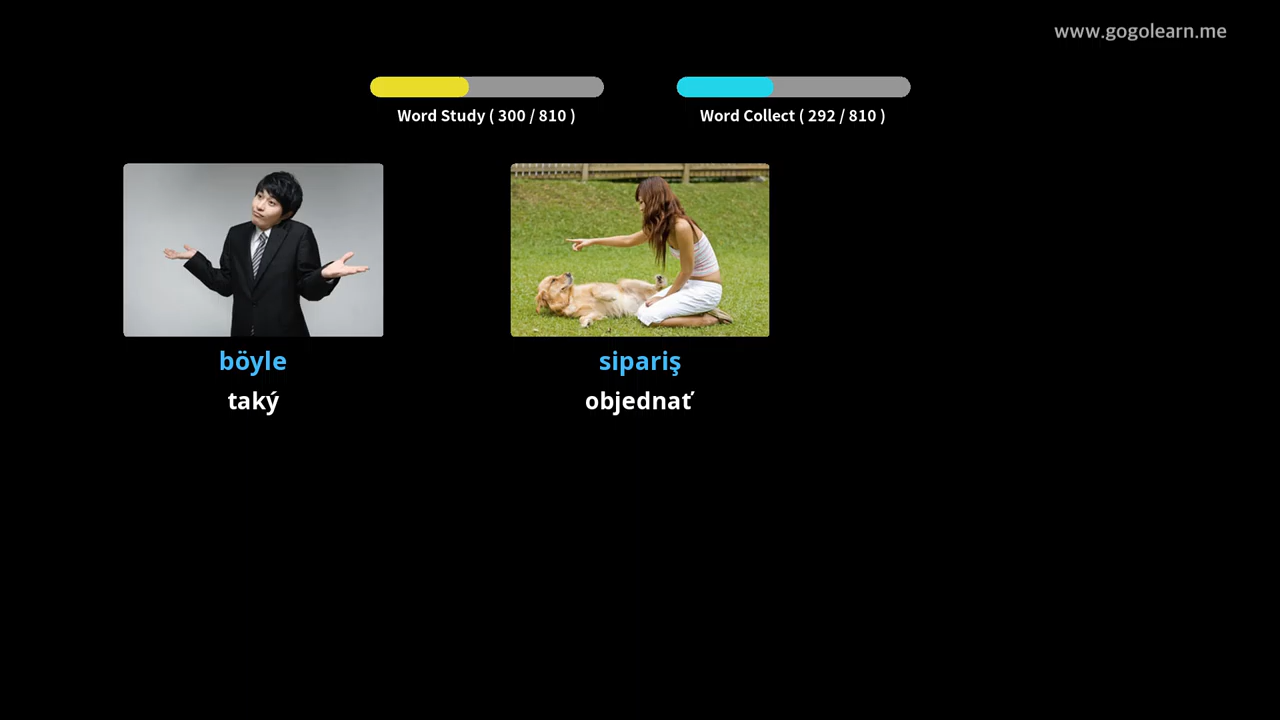 www.gogolearn.me
Word Study ( 300 / 810 )
Word Collect ( 292 / 810 )
böyle
taký
sipariş
objednať